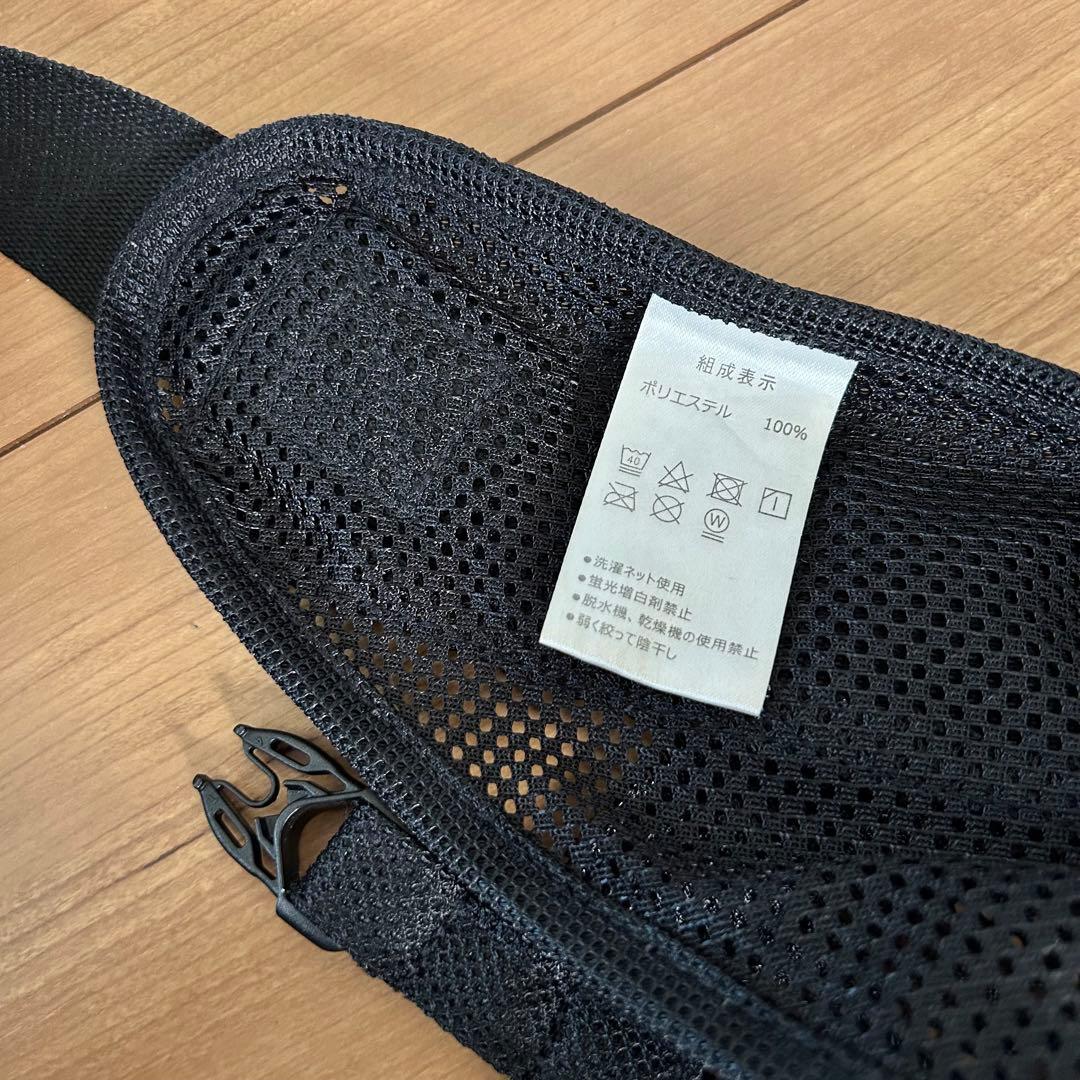 組成表示
ポリエステル 100%
40
W
●洗濯ネット使用
●蛍光増白剤禁止
●脱水機、乾燥機の使用禁止
●弱く絞って陰干し